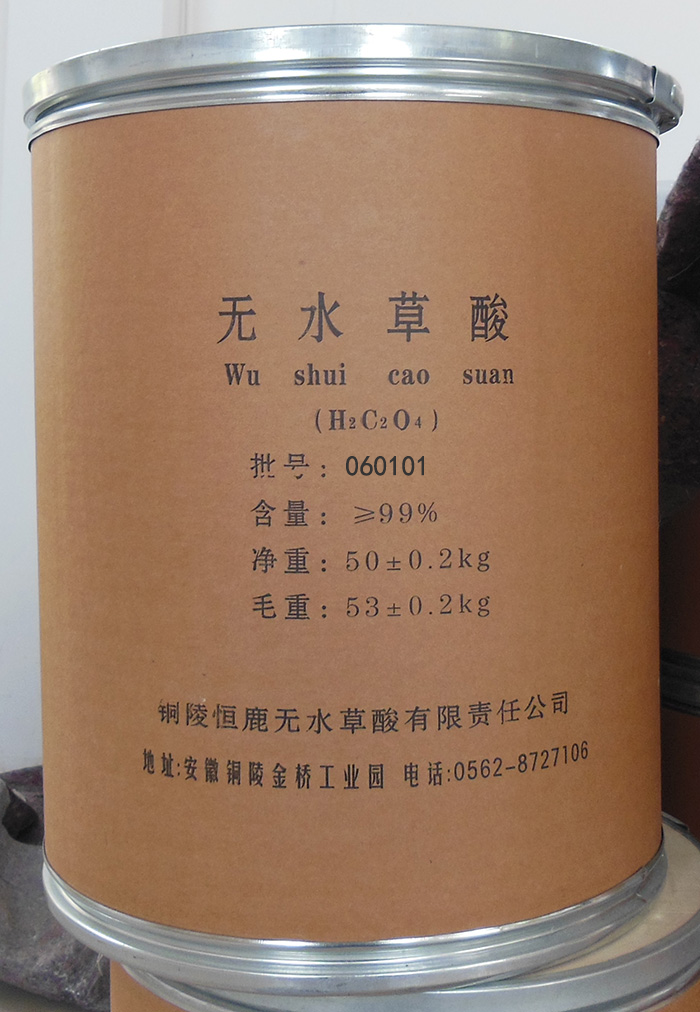 无水草酸
Wu shui cao suan
(H₂C₂O₄)
批号：060101
含量：≥99%
净重：50±0.2kg
毛重：53±0.2kg
铜陵恒鹿无水草酸有限责任公司
地址:安徽铜陵金桥工业园 电话:0562-8727106